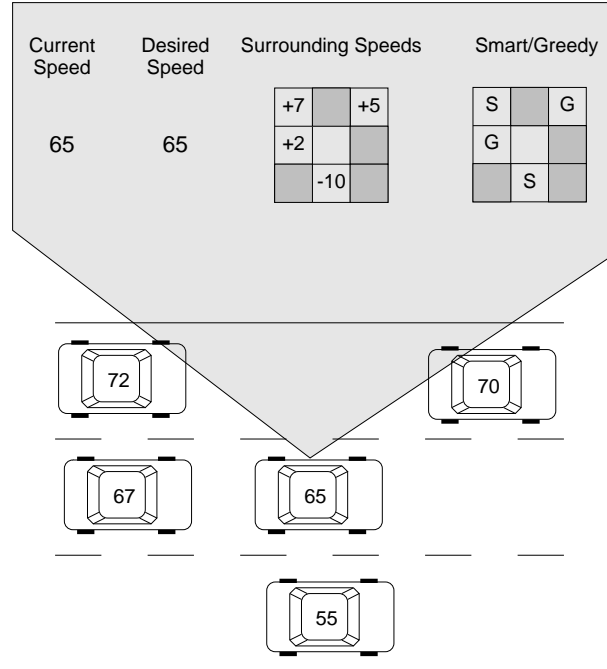 Current Speed
Desired Speed
Surrounding Speeds
Smart/Greedy
65
65
+7
+5
+2
-10
S
G
G
S
72
70
67
65
55